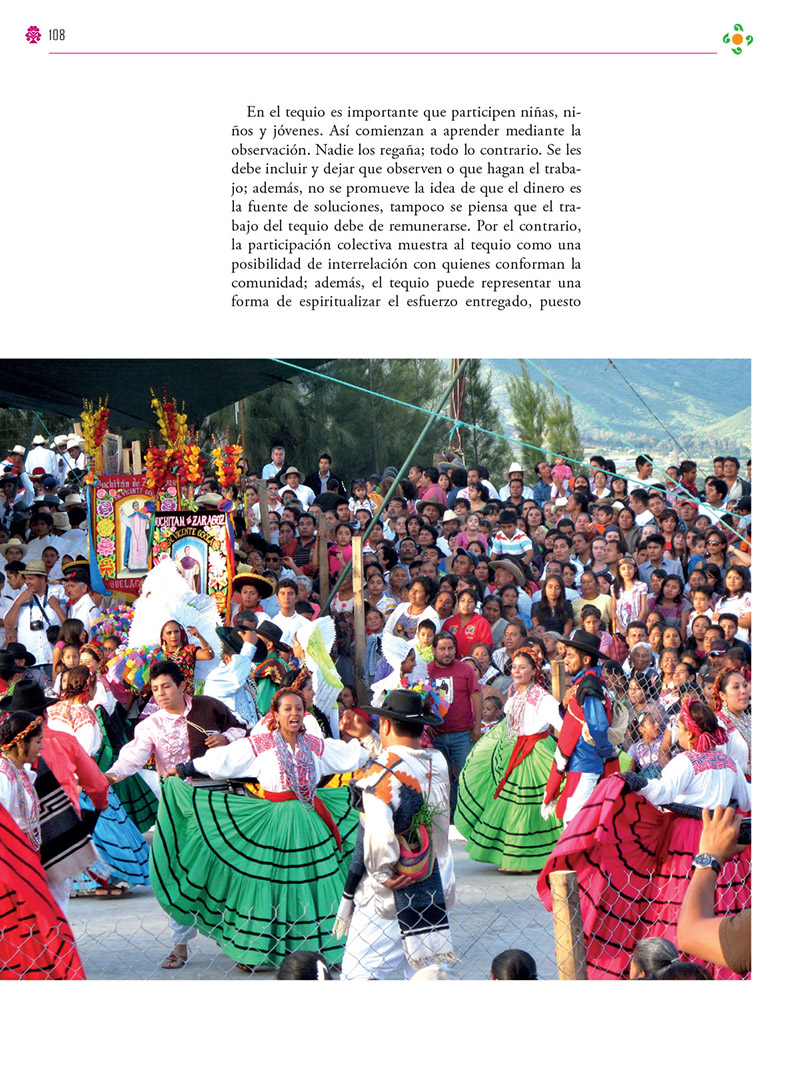 108
En el tequio es importante que participen niñas, ni-
ños y jóvenes. Así comienzan a aprender mediante la
observación. Nadie los regaña; todo lo contrario. Se les
debe incluir y dejar que observen o que hagan el traba-
jo; además, no se promueve la idea de que el dinero es
la fuente de soluciones, tampoco se piensa que el tra-
bajo del tequio debe de remunerarse. Por el contrario,
la participación colectiva muestra al tequio como una
posibilidad de interrelación con quienes conforman la
comunidad; además, el tequio puede representar una
forma de espiritualizar el esfuerzo entregado, puesto
VICENTE
UCHITAN DE ZARAGOZ
VICENTE